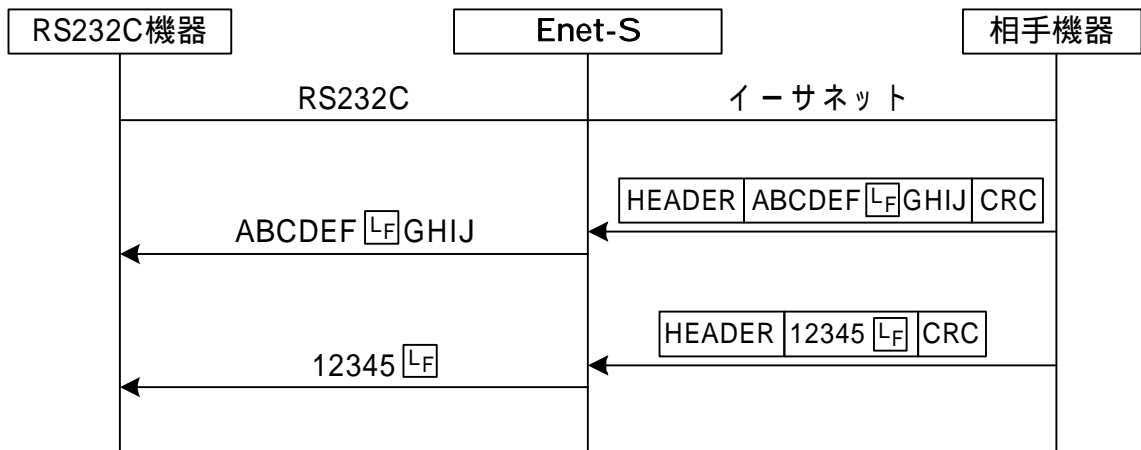 RS232C機器 Enet-S 相手機器
RS232C イーサネット
HEADER ABCDEF LF GHIJ CRC
ABCDEF LF GHIJ
HEADER 12345 LF CRC
12345 LF